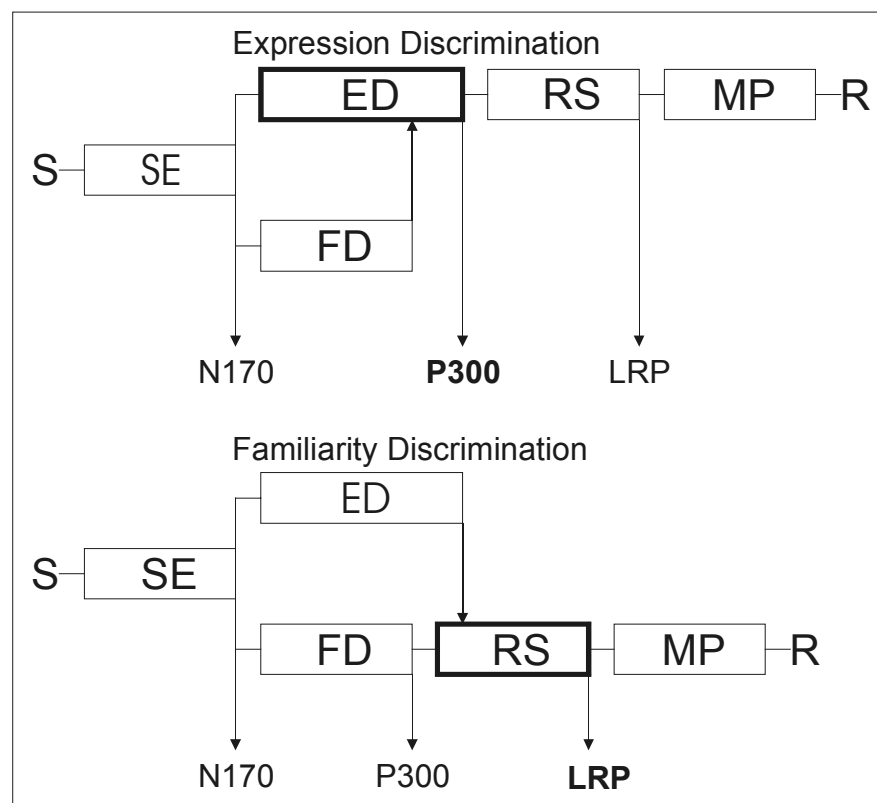 Expression Discrimination
ED RS MP R
S SE
FD
N170 P300 LRP
Familiarity Discrimination
ED
S SE
FD RS MP R
N170 P300 LRP